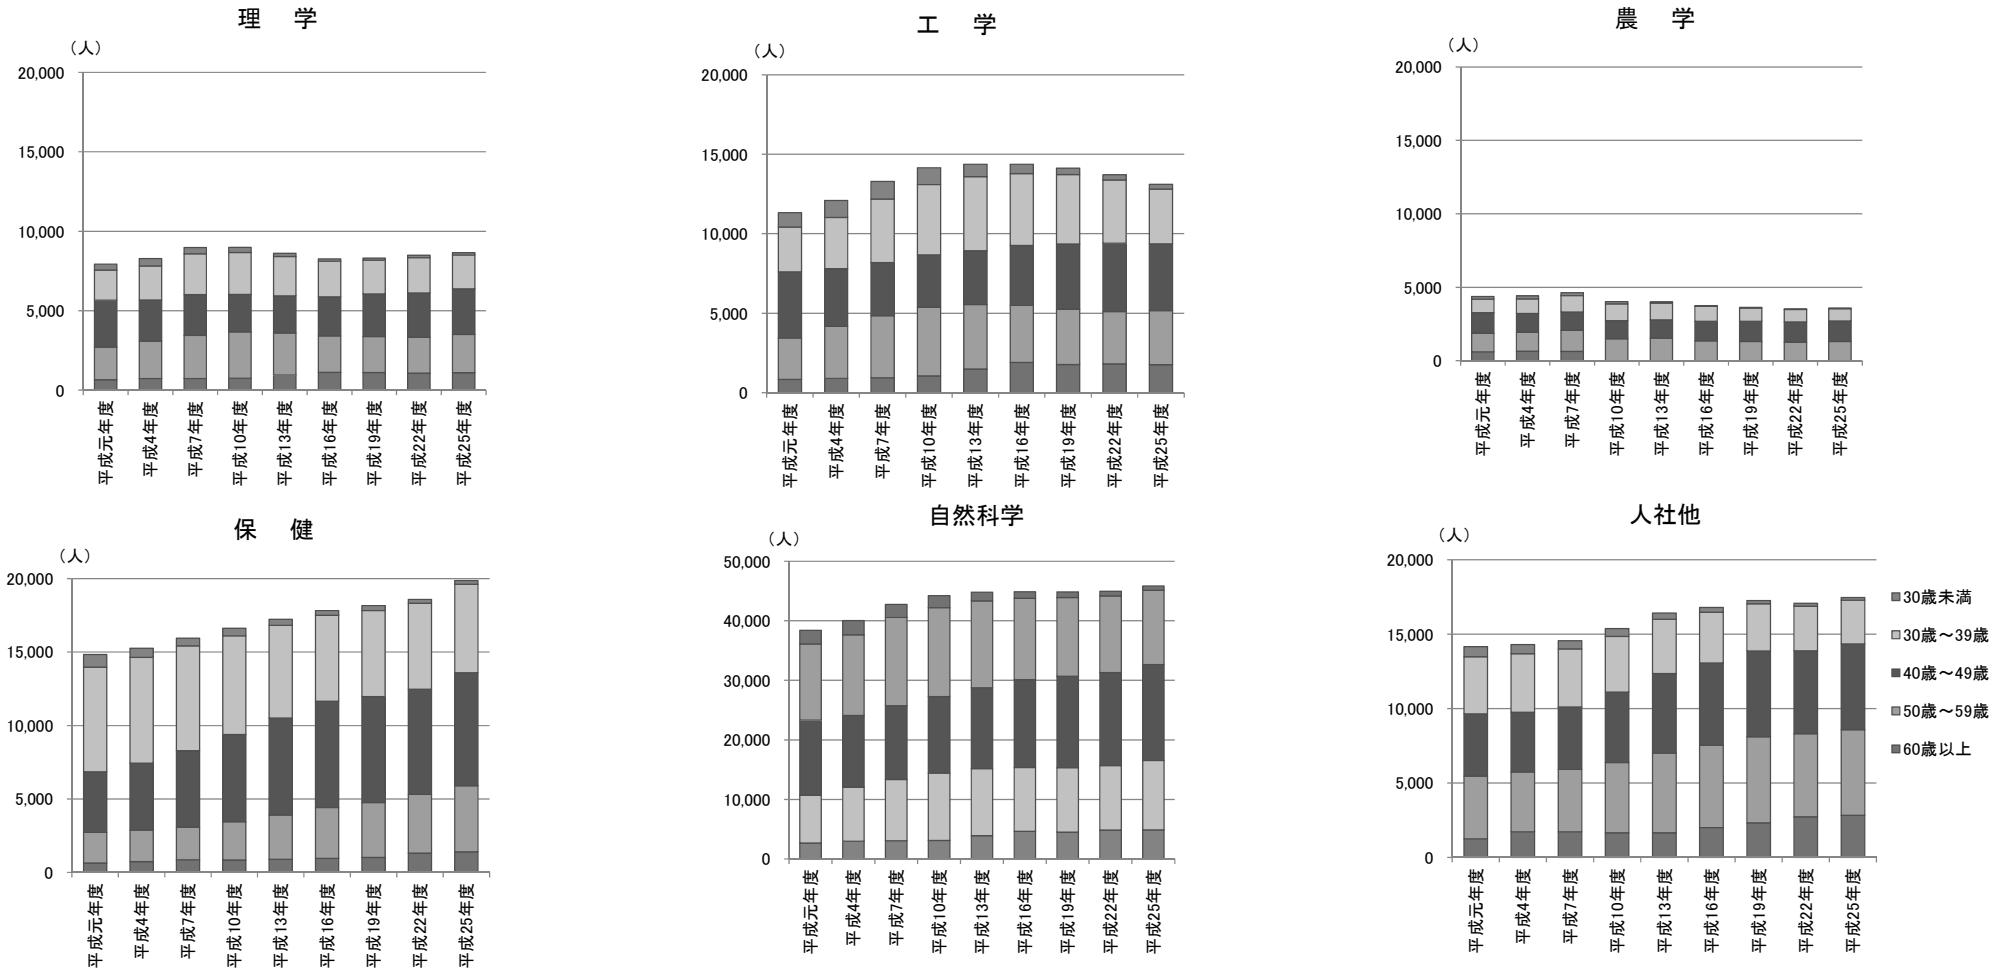 理　学
（人）
20,000
15,000
10,000
5,000
0
平成元年度
平成4年度
平成7年度
平成10年度
平成13年度
平成16年度
平成19年度
平成22年度
平成25年度
工　学
（人）
20,000
15,000
10,000
5,000
0
平成元年度
平成4年度
平成7年度
平成10年度
平成13年度
平成16年度
平成19年度
平成22年度
平成25年度
農　学
（人）
20,000
15,000
10,000
5,000
0
平成元年度
平成4年度
平成7年度
平成10年度
平成13年度
平成16年度
平成19年度
平成22年度
平成25年度
保　健
（人）
20,000
15,000
10,000
5,000
0
平成元年度
平成4年度
平成7年度
平成10年度
平成13年度
平成16年度
平成19年度
平成22年度
平成25年度
自然科学
（人）
50,000
40,000
30,000
20,000
10,000
0
平成元年度
平成4年度
平成7年度
平成10年度
平成13年度
平成16年度
平成19年度
平成22年度
平成25年度
人社他
（人）
20,000
15,000
10,000
5,000
0
平成元年度
平成4年度
平成7年度
平成10年度
平成13年度
平成16年度
平成19年度
平成22年度
平成25年度
30歳未満
30歳～39歳
40歳～49歳
50歳～59歳
60歳以上